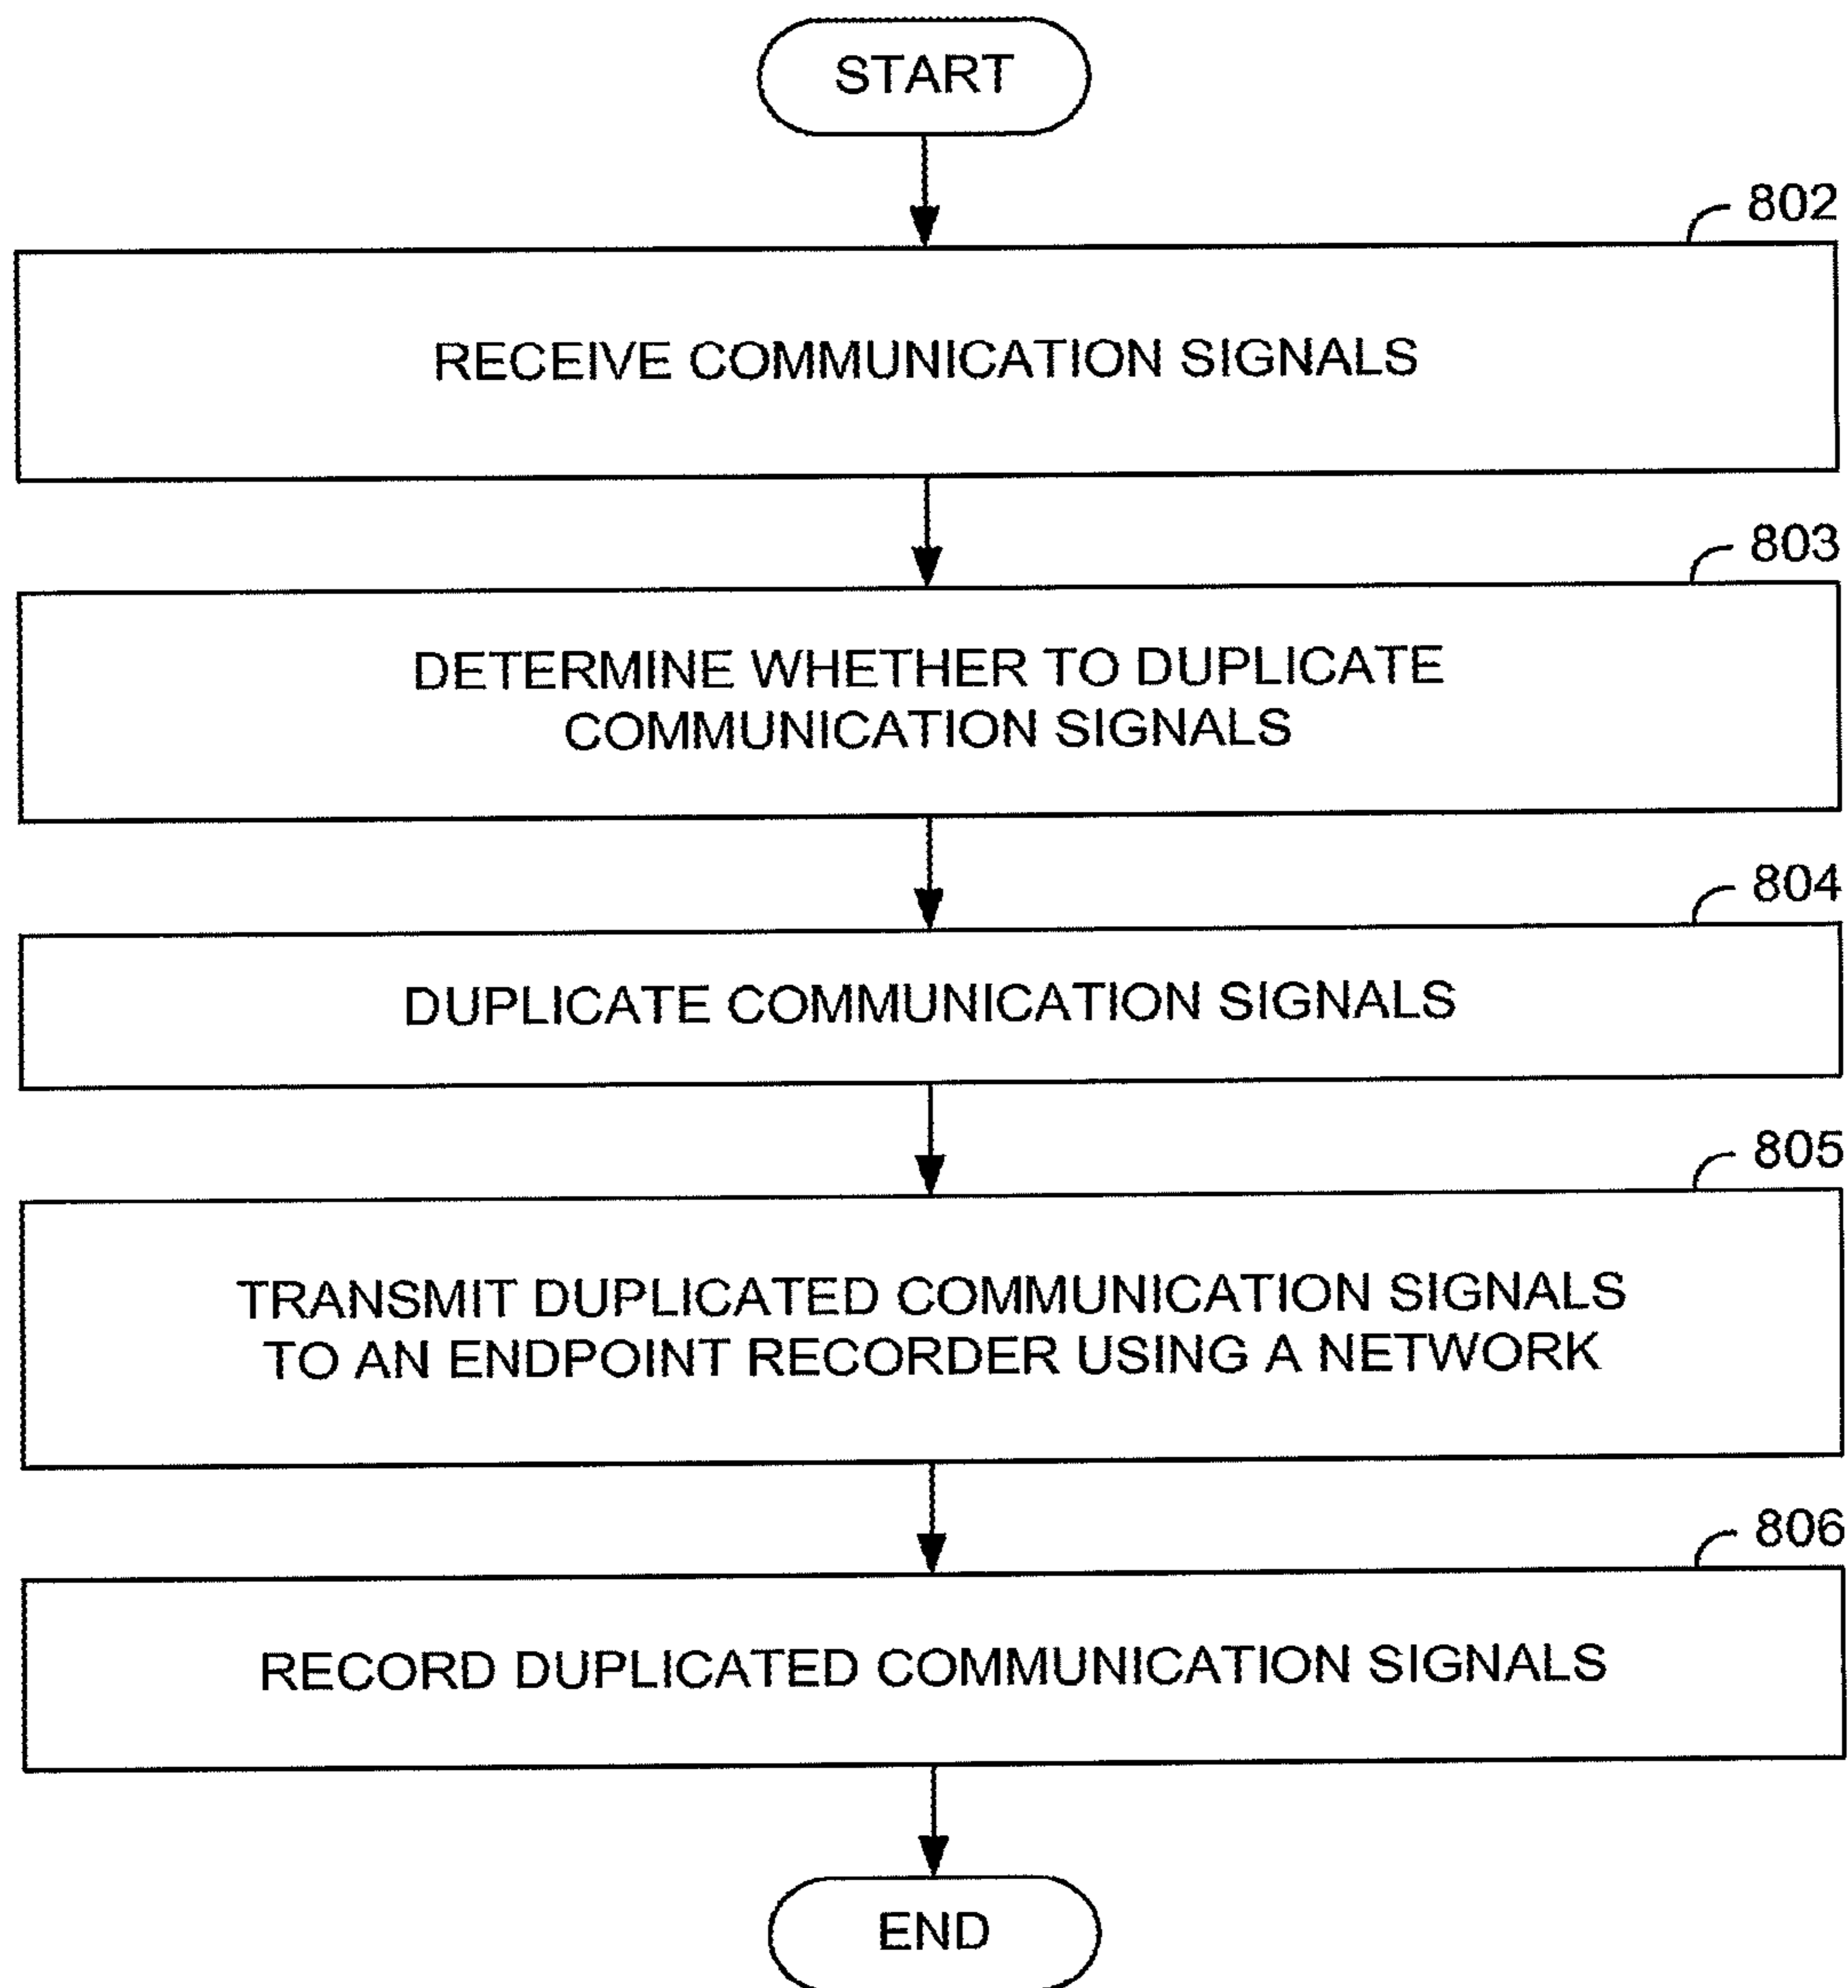 START
802
RECEIVE COMMUNICATION SIGNALS
803
DETERMINE WHETHER TO DUPLICATE
COMMUNICATION SIGNALS
804
DUPLICATE COMMUNICATION SIGNALS
805
TRANSMIT DUPLICATED COMMUNICATION SIGNALS
TO AN ENDPOINT RECORDER USING A NETWORK
806
RECORD DUPLICATED COMMUNICATION SIGNALS
END